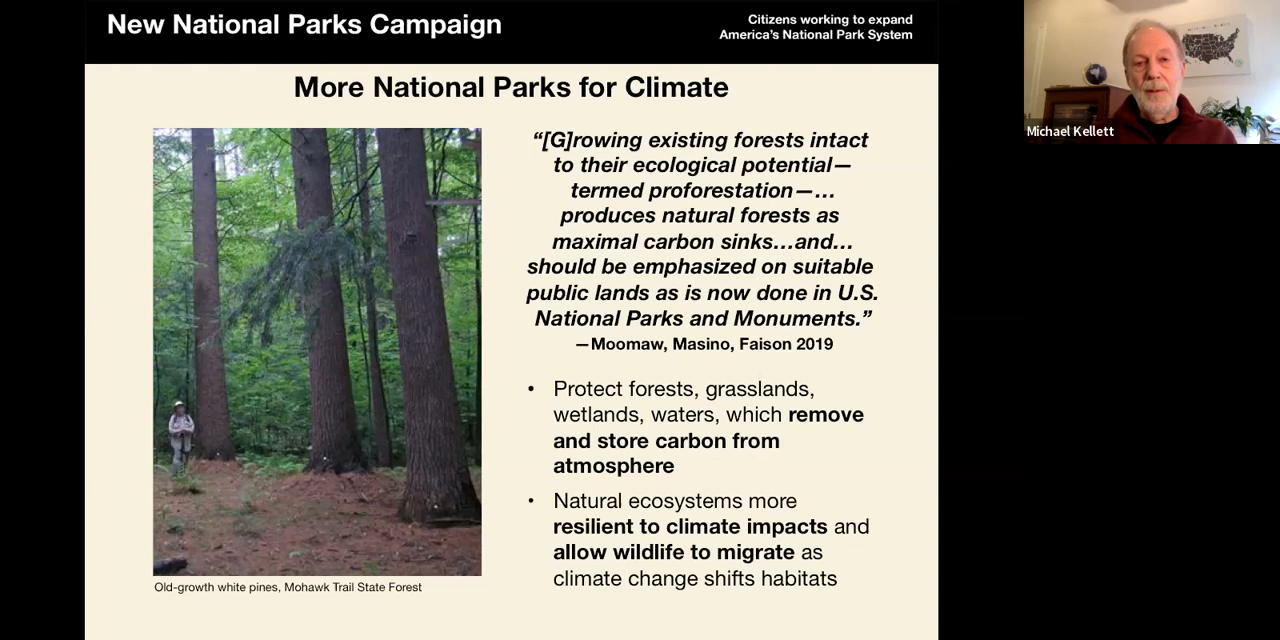 New National Parks Campaign
Citizens working to expand
America's National Park System
More National Parks for Climate
“[G]rowing existing forests intact
to their ecological potential—
termed proforestation—…
produces natural forests as
maximal carbon sinks…and…
should be emphasized on suitable
public lands as is now done in U.S.
National Parks and Monuments.”
—Moomaw, Masino, Faison 2019
• Protect forests, grasslands,
wetlands, waters, which remove
and store carbon from
atmosphere
• Natural ecosystems more
resilient to climate impacts and
allow wildlife to migrate as
climate change shifts habitats
Old-growth white pines, Mohawk Trail State Forest
Michael Kellett